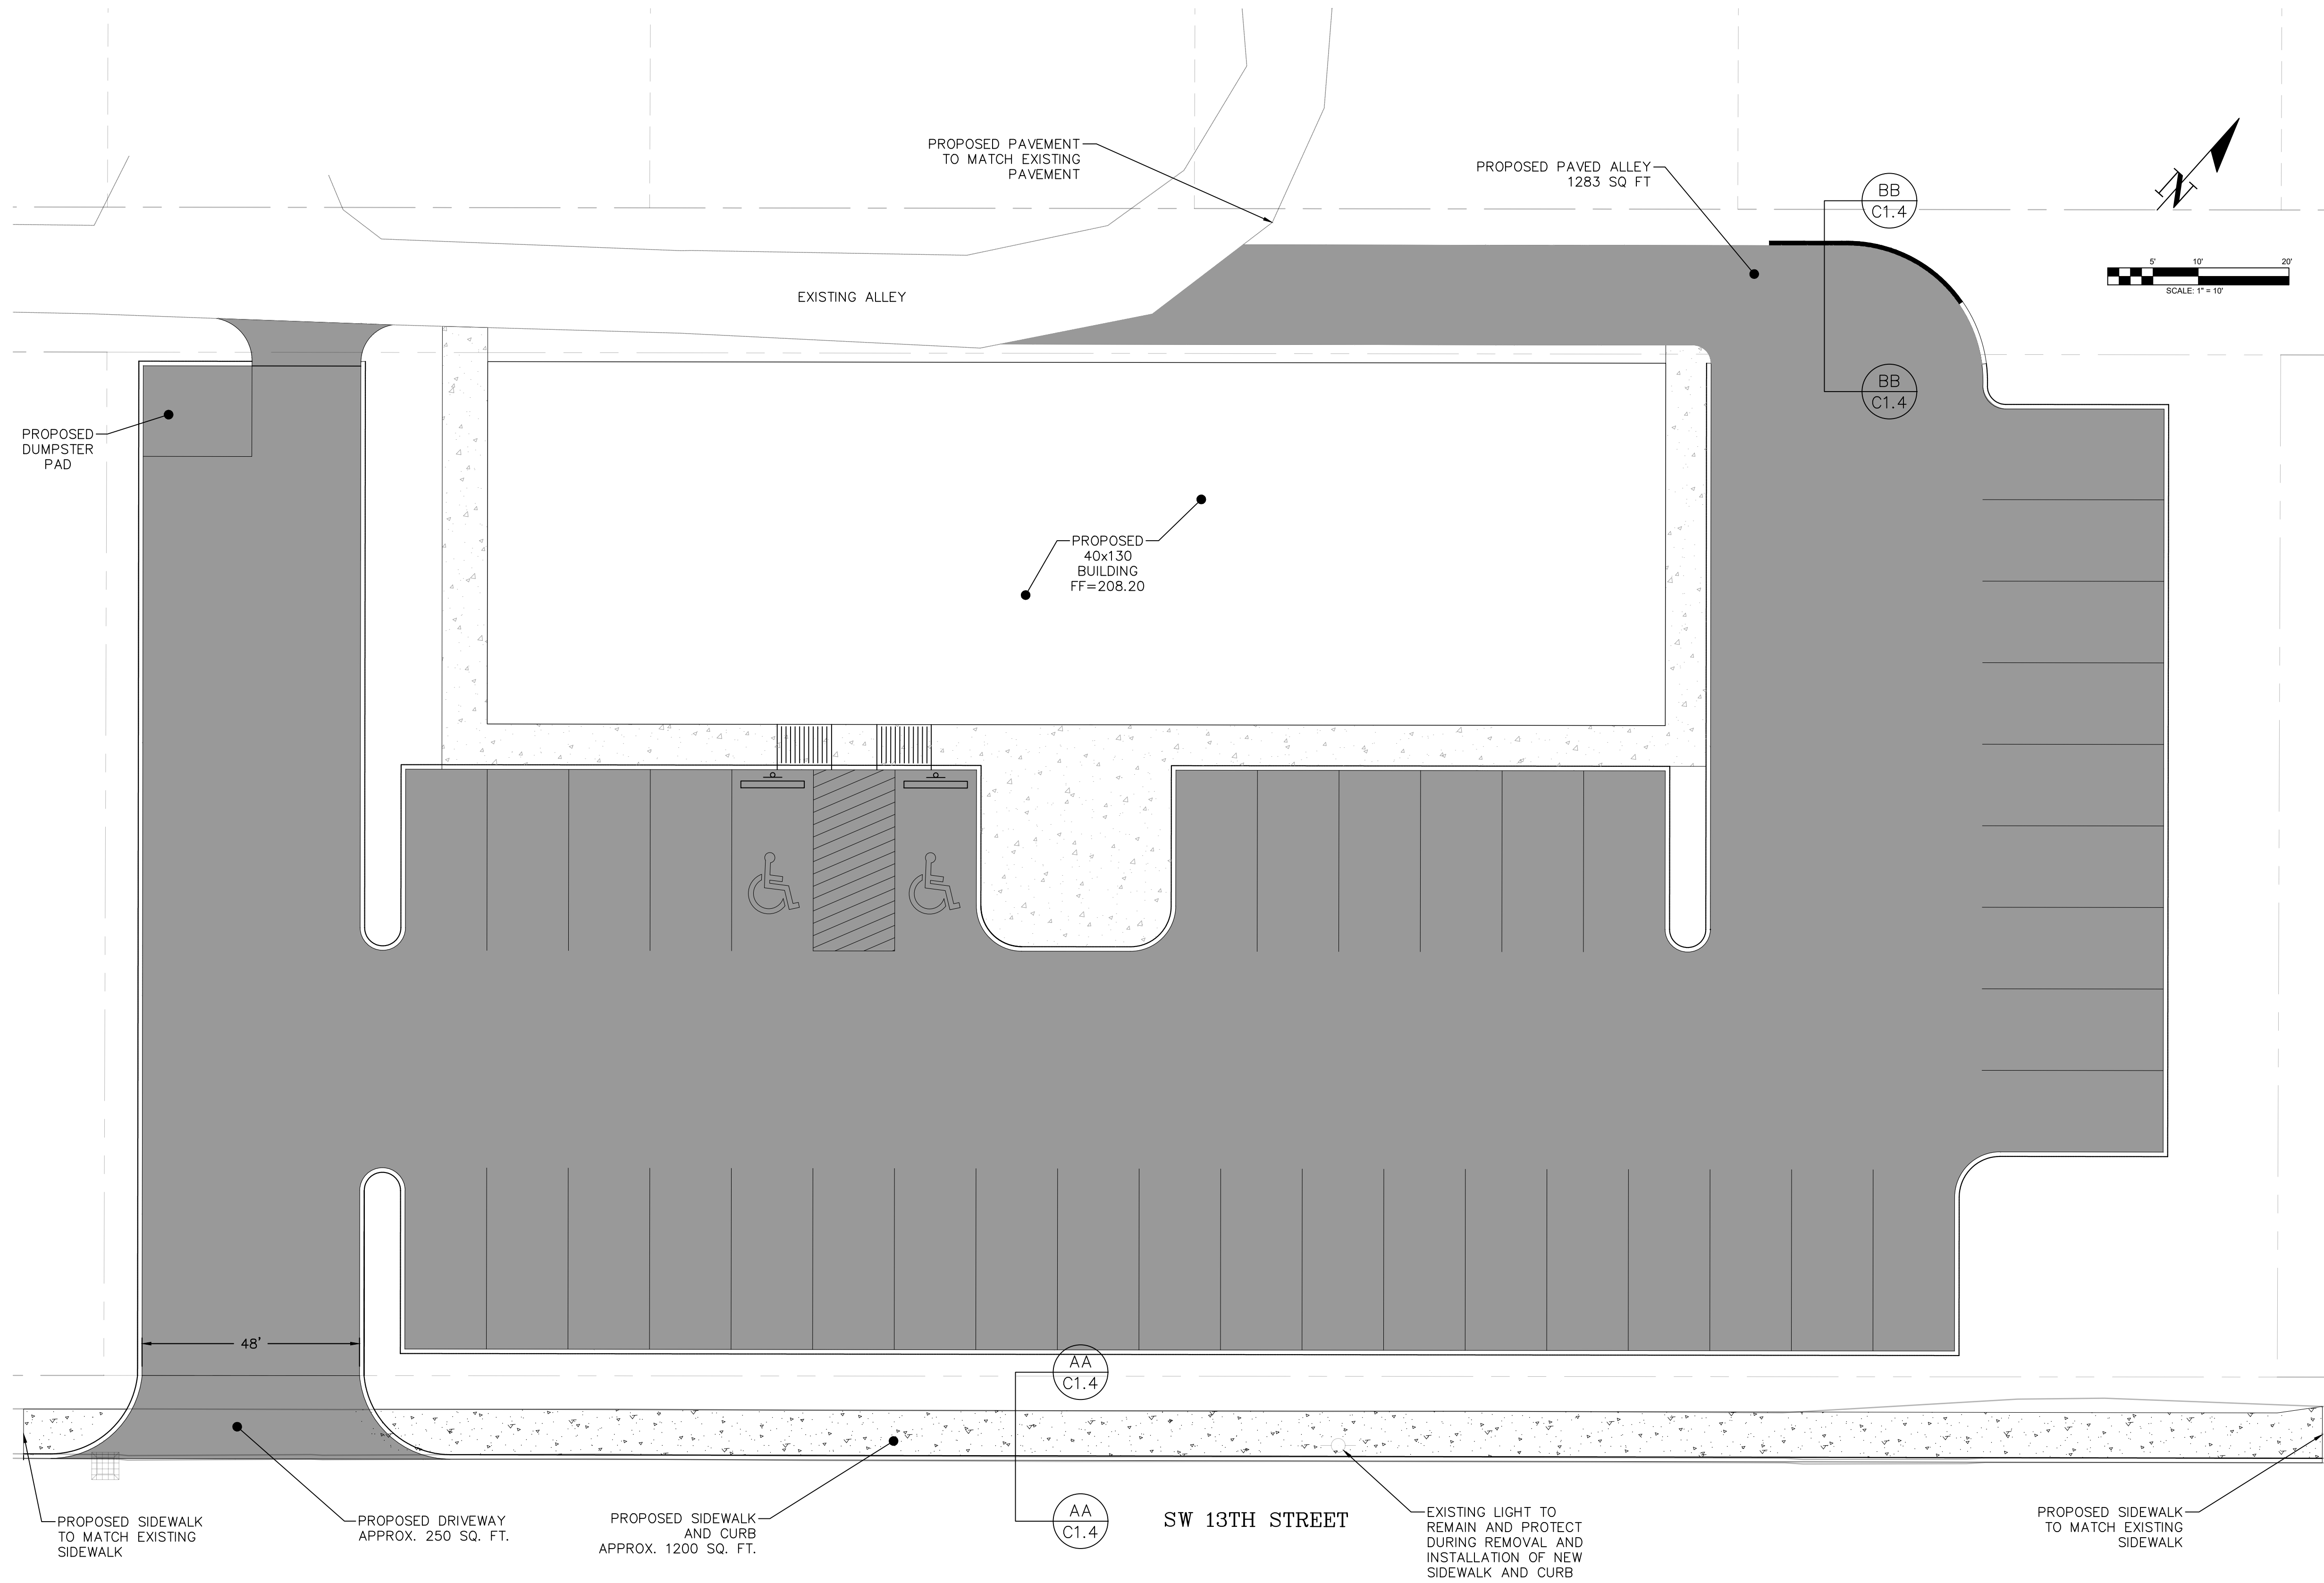 PROPOSED PAVEMENT
TO MATCH EXISTING
PAVEMENT
PROPOSED PAVED ALLEY
1283 SQ FT
BB
C1.4
N
5'
10'
20'
SCALE: 1" = 10'
EXISTING ALLEY
BB
C1.4
PROPOSED
DUMPSTER
PAD
PROPOSED
40x130
BUILDING
FF=208.20
48'
AA
C1.4
AA
C1.4
SW 13TH STREET
PROPOSED SIDEWALK
TO MATCH EXISTING
SIDEWALK
PROPOSED DRIVEWAY
APPROX. 250 SQ. FT.
PROPOSED SIDEWALK
AND CURB
APPROX. 1200 SQ. FT.
EXISTING LIGHT TO
REMAIN AND PROTECT
DURING REMOVAL AND
INSTALLATION OF NEW
SIDEWALK AND CURB
PROPOSED SIDEWALK
TO MATCH EXISTING
SIDEWALK